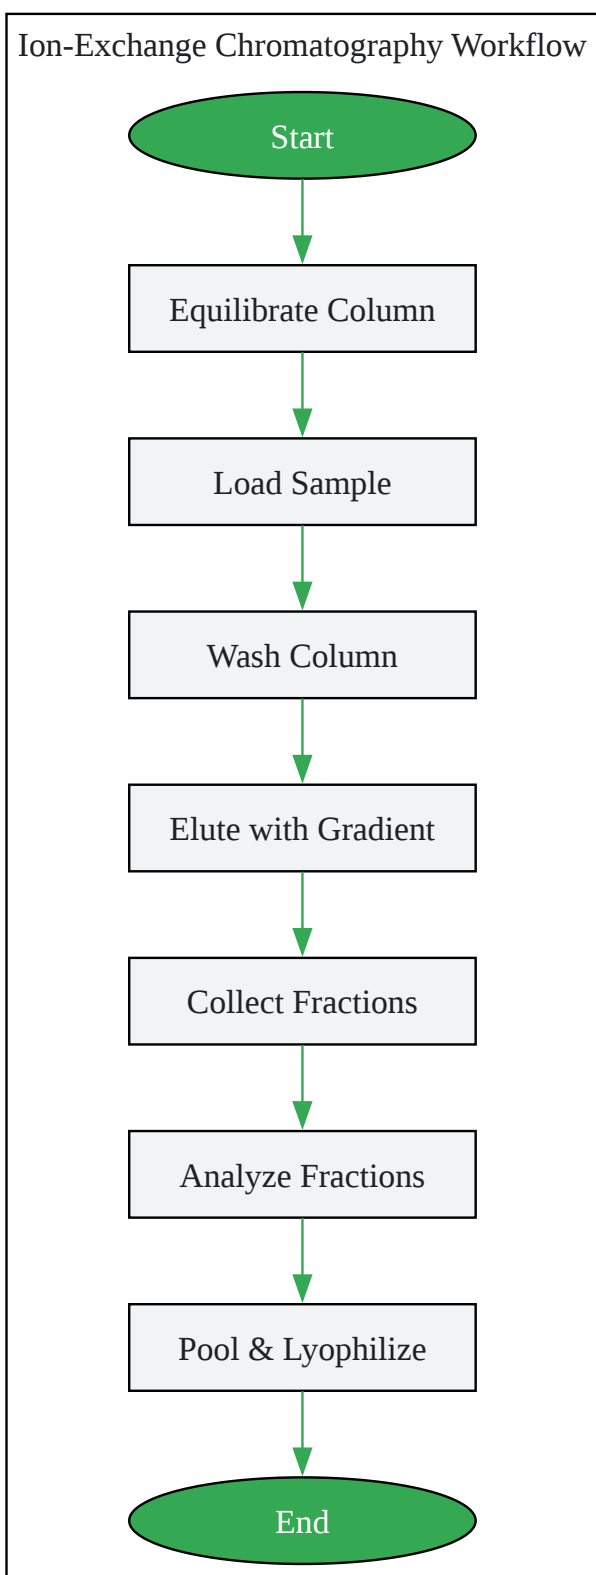 Ion-Exchange Chromatography Workflow
Start
Equilibrate Column
Load Sample
Wash Column
Elute with Gradient
Collect Fractions
Analyze Fractions
Pool & Lyophilize
End